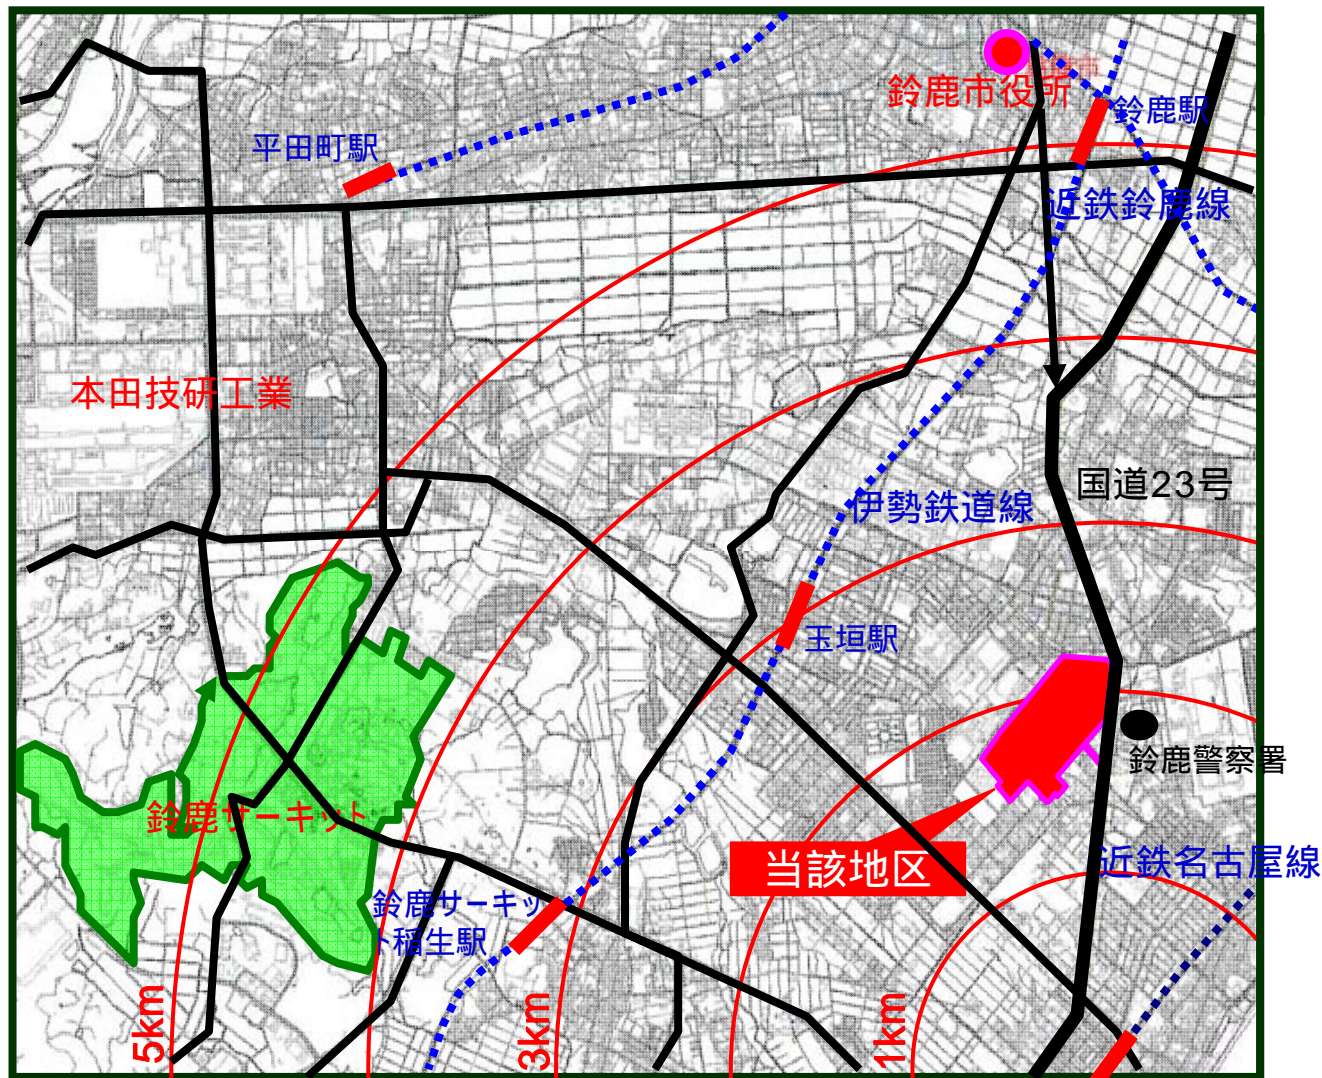 鈴鹿市役所
鈴鹿駅
平田町駅
近鉄鈴鹿線
本田技研工業
国道23号
伊勢鉄道線
玉垣駅
鈴鹿警察署
鈴鹿サーキット
当該地区
近鉄名古屋線
鈴鹿サーキッ
ト稲生駅
5km
3km
1km